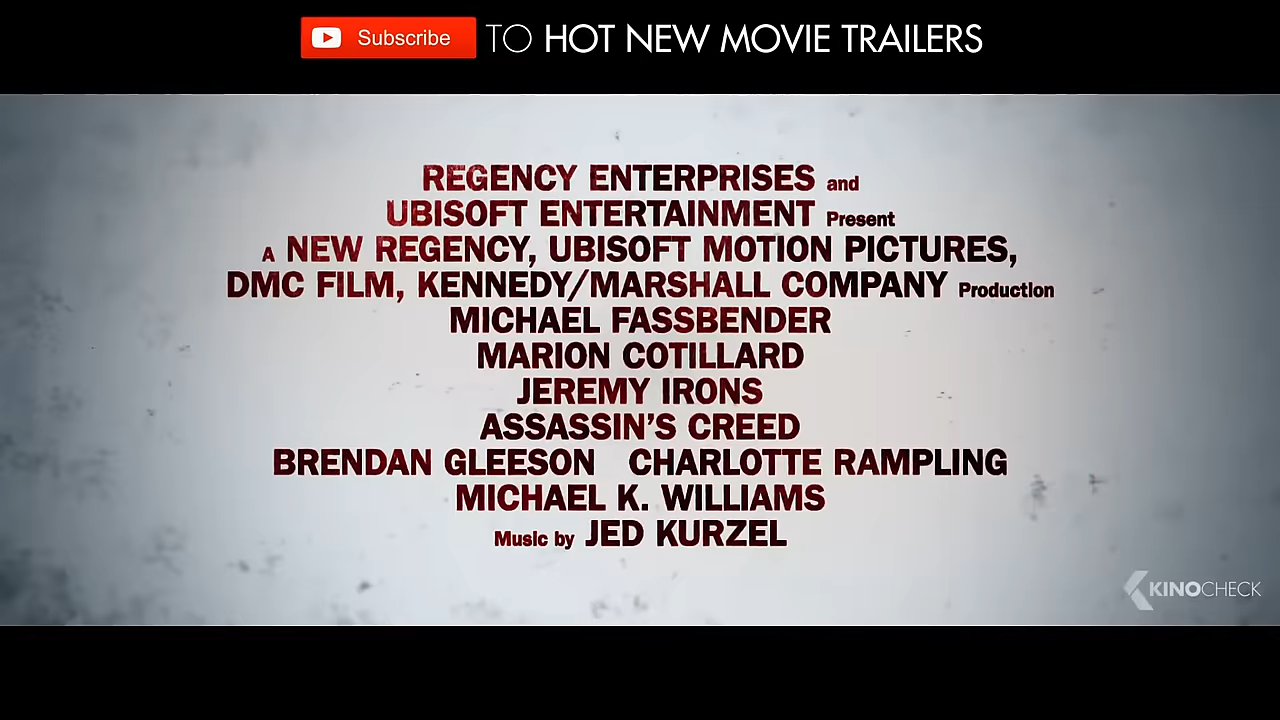 Subscribe TO HOT NEW MOVIE TRAILERS
REGENCY ENTERPRISES and
UBISOFT ENTERTAINMENT Present
A NEW REGENCY, UBISOFT MOTION PICTURES,
DMC FILM, KENNEDY/MARSHALL COMPANY Production
MICHAEL FASSBENDER
MARION COTILLARD
JEREMY IRONS
ASSASSIN'S CREED
BRENDAN GLEESON CHARLOTTE RAMPLING
MICHAEL K. WILLIAMS
Music by JED KURZEL
KINOCHECK